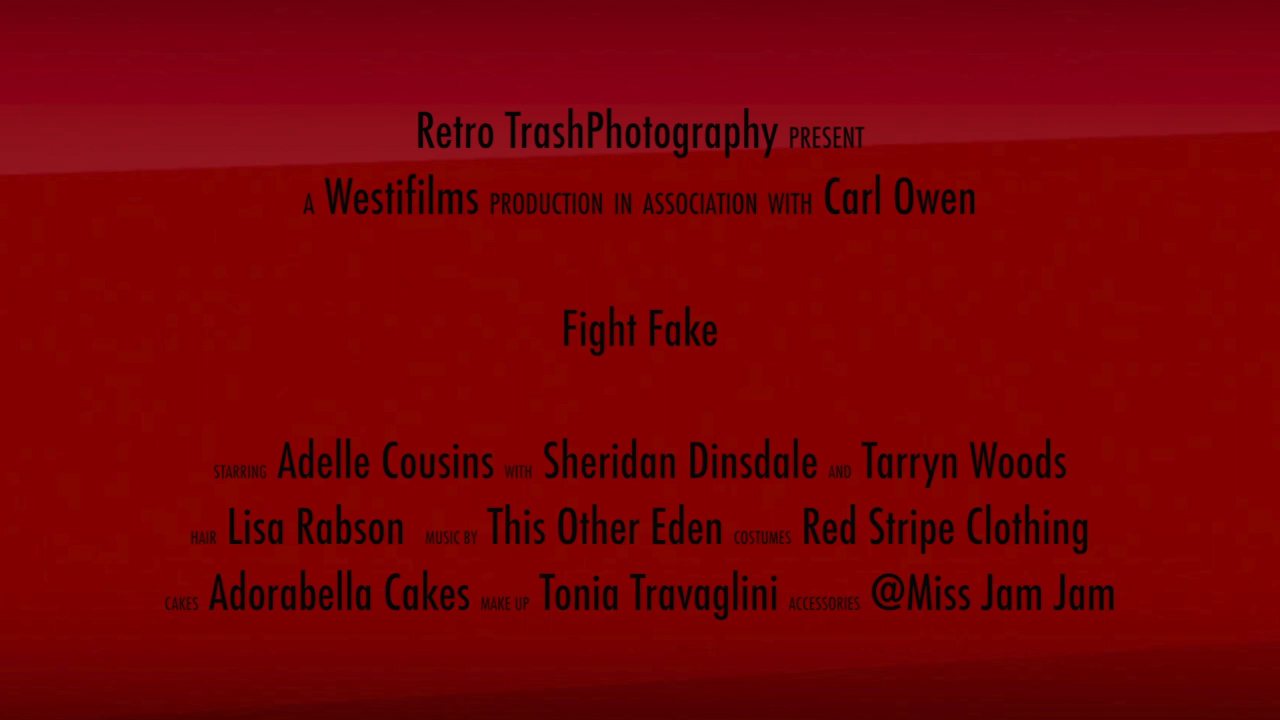 Retro TrashPhotography PRESENT
A Westifilms PRODUCTION IN ASSOCIATION WITH Carl Owen
Fight Fake
STARRING Adelle Cousins WITH Sheridan Dinsdale AND Tarryn Woods
HAIR Lisa Rabson MUSIC BY This Other Eden COSTUMES Red Stripe Clothing
CAKES Adorabella Cakes MAKE UP Tonia Travaglini ACCESSORIES @Miss Jam Jam